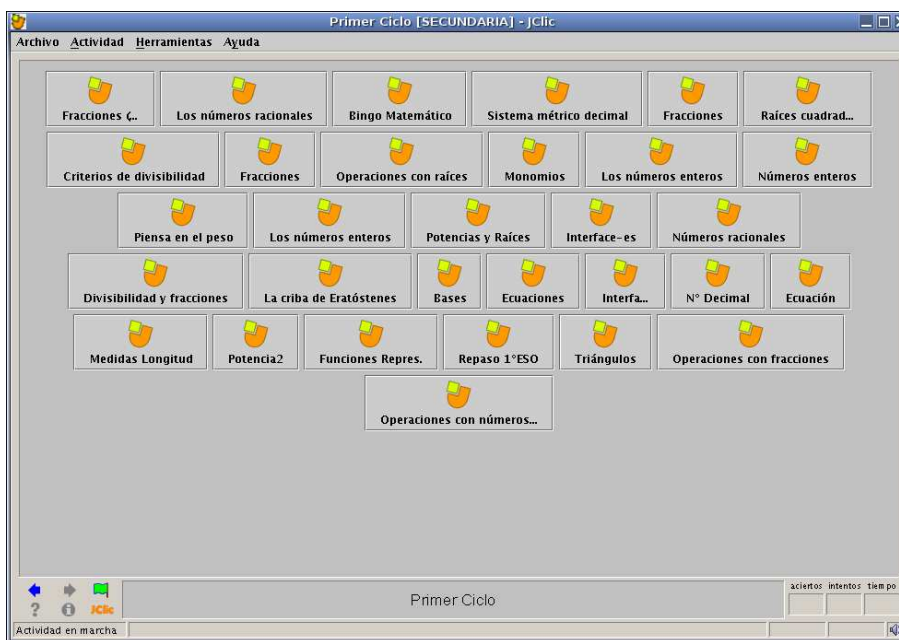 Primer Ciclo [SECUNDARIA] - JClic
Archivo Actividad Herramientas Ayuda
Fracciones (.. Los números racionales Bingo Matemático Sistema métrico decimal Fracciones Raíces cuadrad...
Criterios de divisibilidad Fracciones Operaciones con raíces Monomios Los números enteros Números enteros
Piensa en el peso Los números enteros Potencias y Raíces Interface-es Números racionales
Divisibilidad y fracciones La criba de Eratóstenes Bases Ecuaciones Interfa... N° Decimal Ecuación
Medidas Longitud Potencia2 Funciones Repres. Repaso 1°ESO Triángulos Operaciones con fracciones
Operaciones con números...
aciertos intentos tiempo
Primer Ciclo
? i JClic
Actividad en marcha